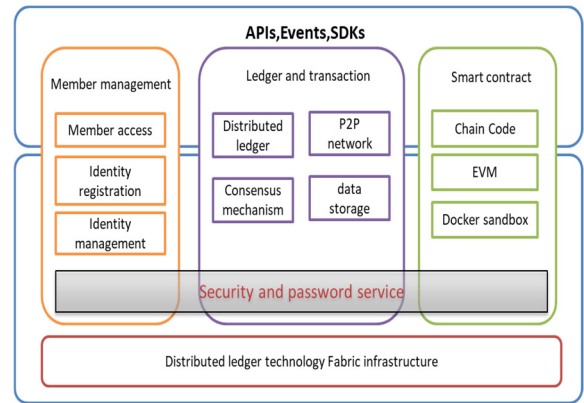 APIs,Events,SDKs
Member management
Member access
Identity
registration
Identity
management
Ledger and transaction
Distributed
ledger
P2P
network
Consensus
mechanism
data
storage
Smart contract
Chain Code
EVM
Docker sandbox
Security and password service
Distributed ledger technology Fabric infrastructure